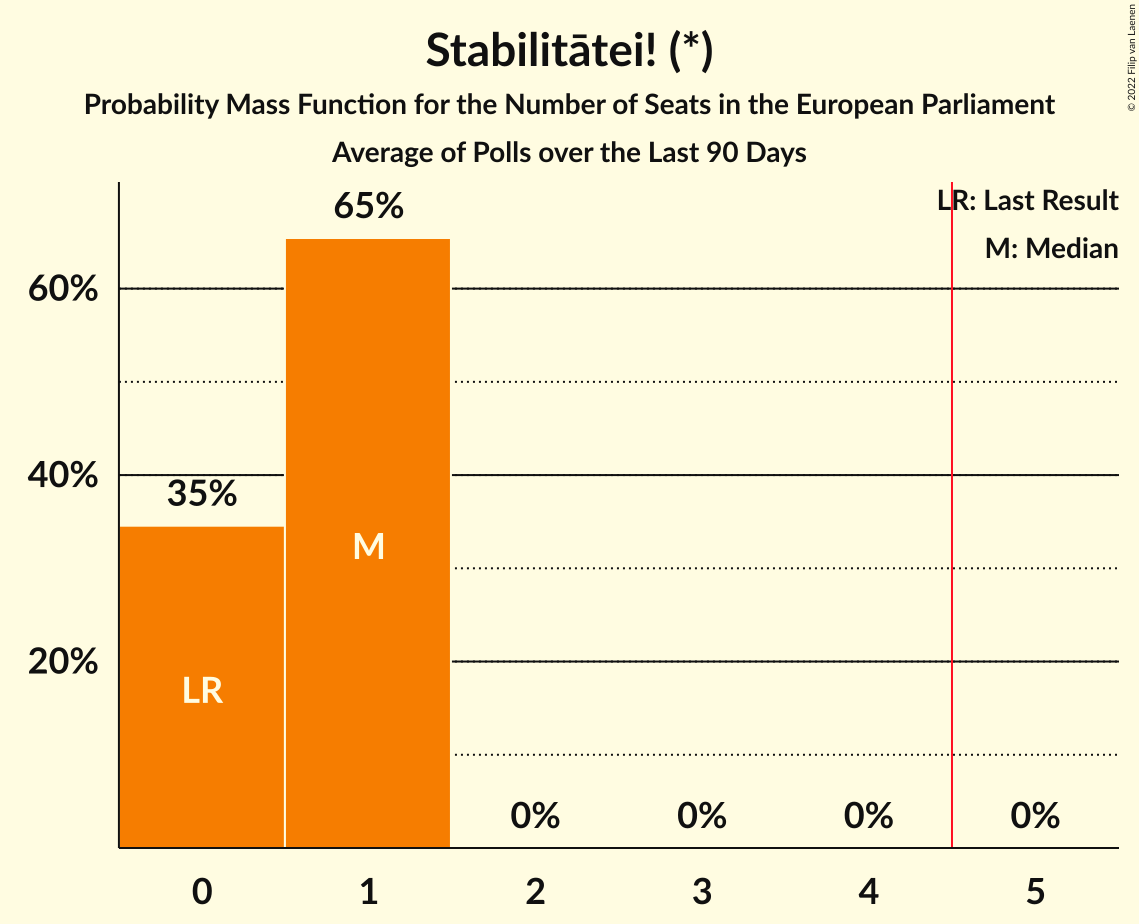 Stabilitātei! (*)
Probability Mass Function for the Number of Seats in the European Parliament
Average of Polls over the Last 90 Days
© 2022 Filip van Laenen
LR: Last Result
M: Median
65%
60%
40%
35%
M
20%
LR
0% 0% 0% 0%
0 1 2 3 4 5